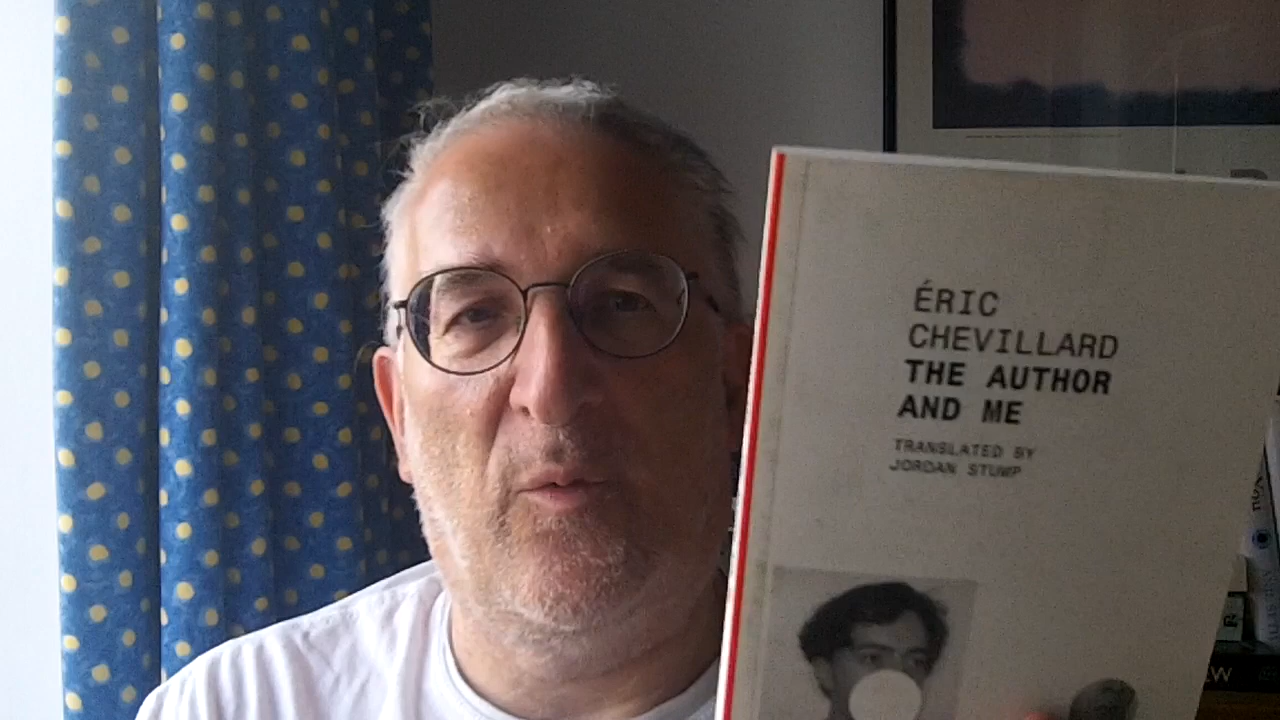 ÉRIC
CHEVILLARD
THE AUTHOR
AND ME
TRANSLATED BY
JORDAN STUMP